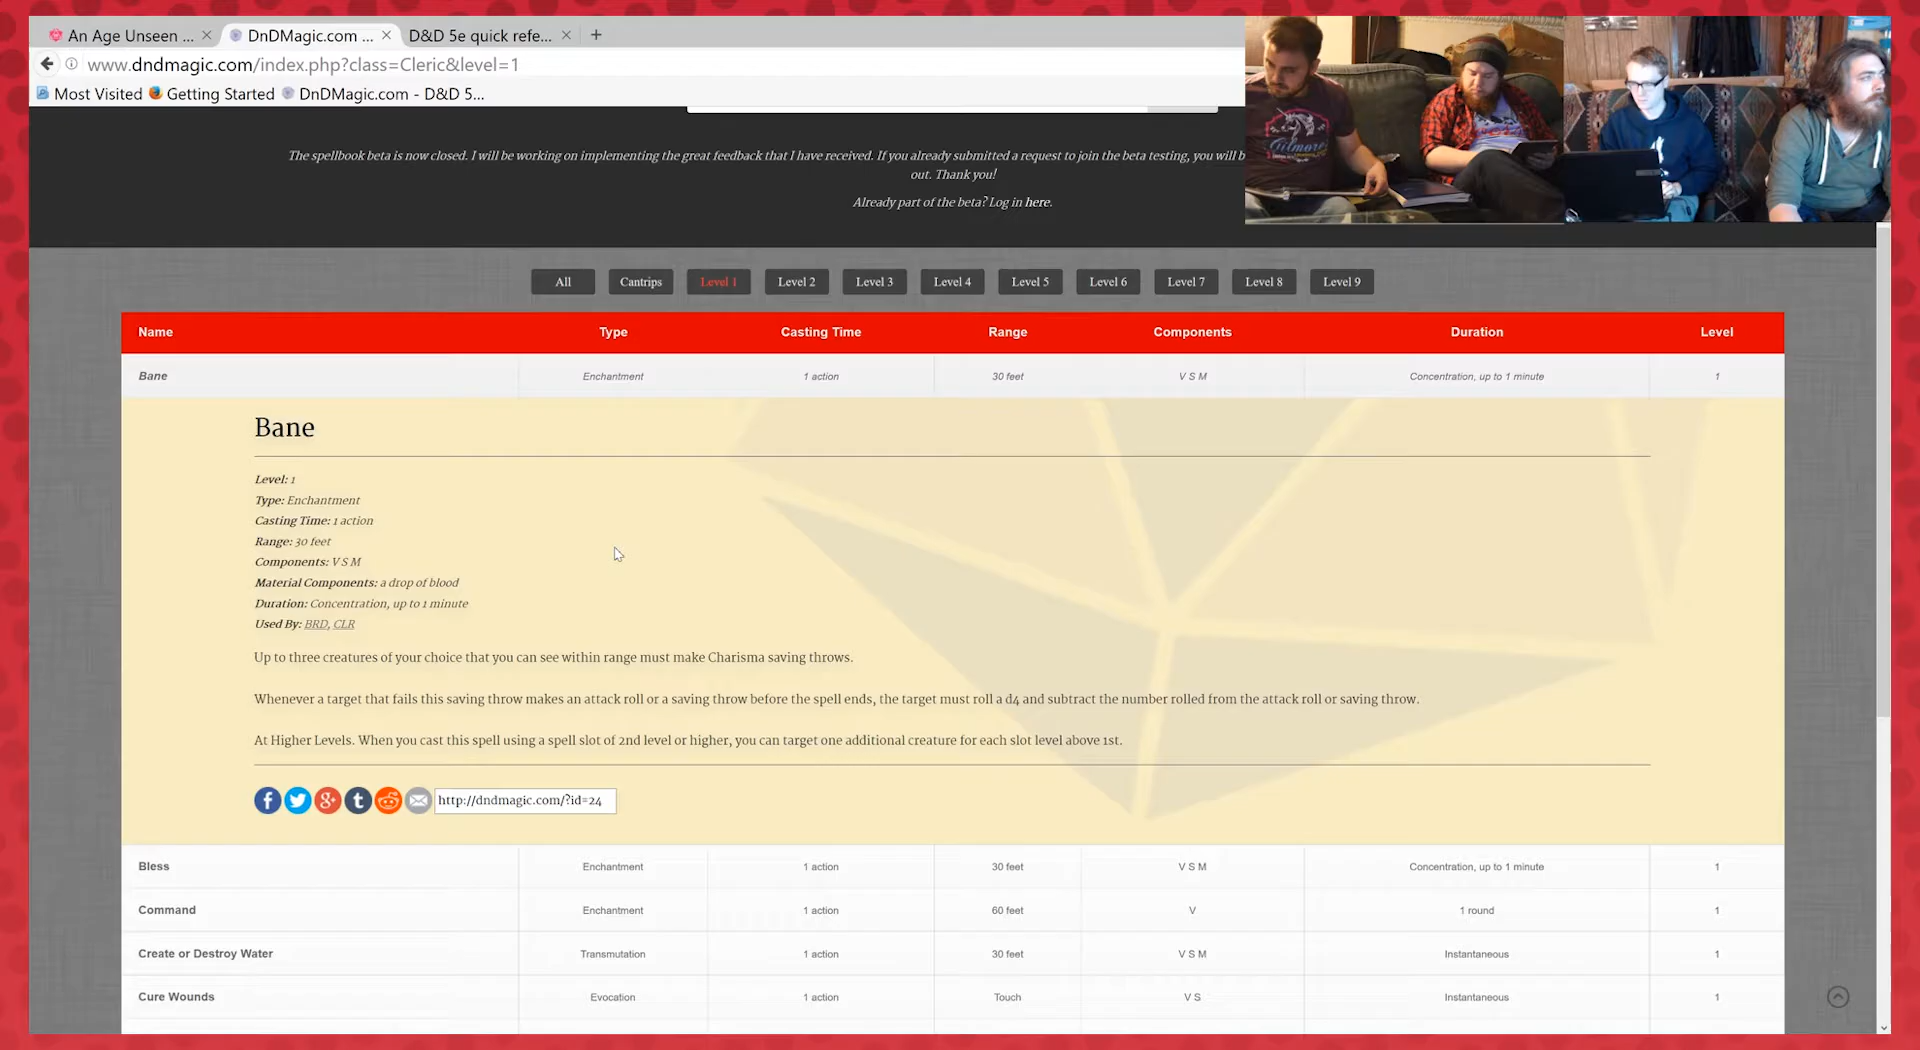 An Age Unseen ...
DnDMagic.com ...
D&D 5e quick refe...
www.dndmagic.com/index.php?class=Cleric&level=1
Most Visited
Getting Started
DnDMagic.com - D&D 5...
The spellbook beta is now closed. I will be working on implementing the great feedback that I have received. If you already submitted a request to join the beta testing, you will b
out. Thank you!
Already part of the beta? Log in here.
All Cantrips Level 1 Level 2 Level 3 Level 4 Level 5 Level 6 Level 7 Level 8 Level 9
Name Type Casting Time Range Components Duration Level
Bane Enchantment 1 action 30 feet V S M Concentration, up to 1 minute 1
Bane
Level: 1
Type: Enchantment
Casting Time: 1 action
Range: 30 feet
Components: V S M
Material Components: a drop of blood
Duration: Concentration, up to 1 minute
Used By: BRD, CLR
Up to three creatures of your choice that you can see within range must make Charisma saving throws.
Whenever a target that fails this saving throw makes an attack roll or a saving throw before the spell ends, the target must roll a d4 and subtract the number rolled from the attack roll or saving throw.
At Higher Levels. When you cast this spell using a spell slot of 2nd level or higher, you can target one additional creature for each slot level above 1st.
http://dndmagic.com/?id=24
Bless Enchantment 1 action 30 feet V S M Concentration, up to 1 minute 1
Command Enchantment 1 action 60 feet V 1 round 1
Create or Destroy Water Transmutation 1 action 30 feet V S M Instantaneous 1
Cure Wounds Evocation 1 action Touch V S Instantaneous 1